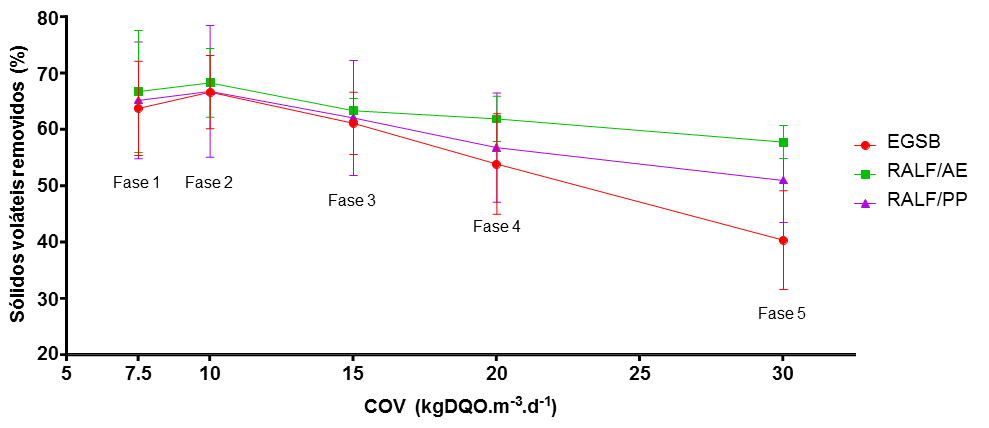 Sólidos voláteis removidos (%)
80
70
60
50
40
30
20
Fase 1
Fase 2
Fase 3
Fase 4
Fase 5
5
7.5
10
15
20
25
30
COV (kgDQO.m⁻³.d⁻¹)
EGSB
RALF/AE
RALF/PP